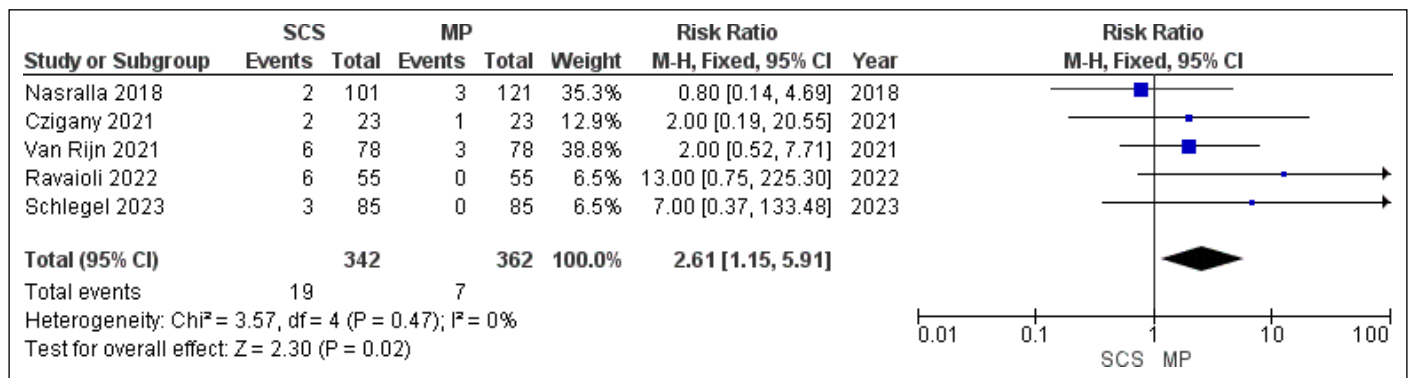 SCS MP Risk Ratio Risk Ratio
Study or Subgroup Events Total Events Total Weight M-H, Fixed, 95% CI Year M-H, Fixed, 95% CI
Nasralla 2018 2 101 3 121 35.3% 0.80 [0.14, 4.69] 2018
Czigany 2021 2 23 1 23 12.9% 2.00 [0.19, 20.55] 2021
Van Rijn 2021 6 78 3 78 38.8% 2.00 [0.52, 7.71] 2021
Ravaioli 2022 6 55 0 55 6.5% 13.00 [0.75, 225.30] 2022
Schlegel 2023 3 85 0 85 6.5% 7.00 [0.37, 133.48] 2023
Total (95% CI) 342 362 100.0% 2.61 [1.15, 5.91]
Total events 19 7
Heterogeneity: Chi² = 3.57, df = 4 (P = 0.47); I² = 0%
Test for overall effect: Z = 2.30 (P = 0.02)
0.01 0.1 1 10 100
SCS MP